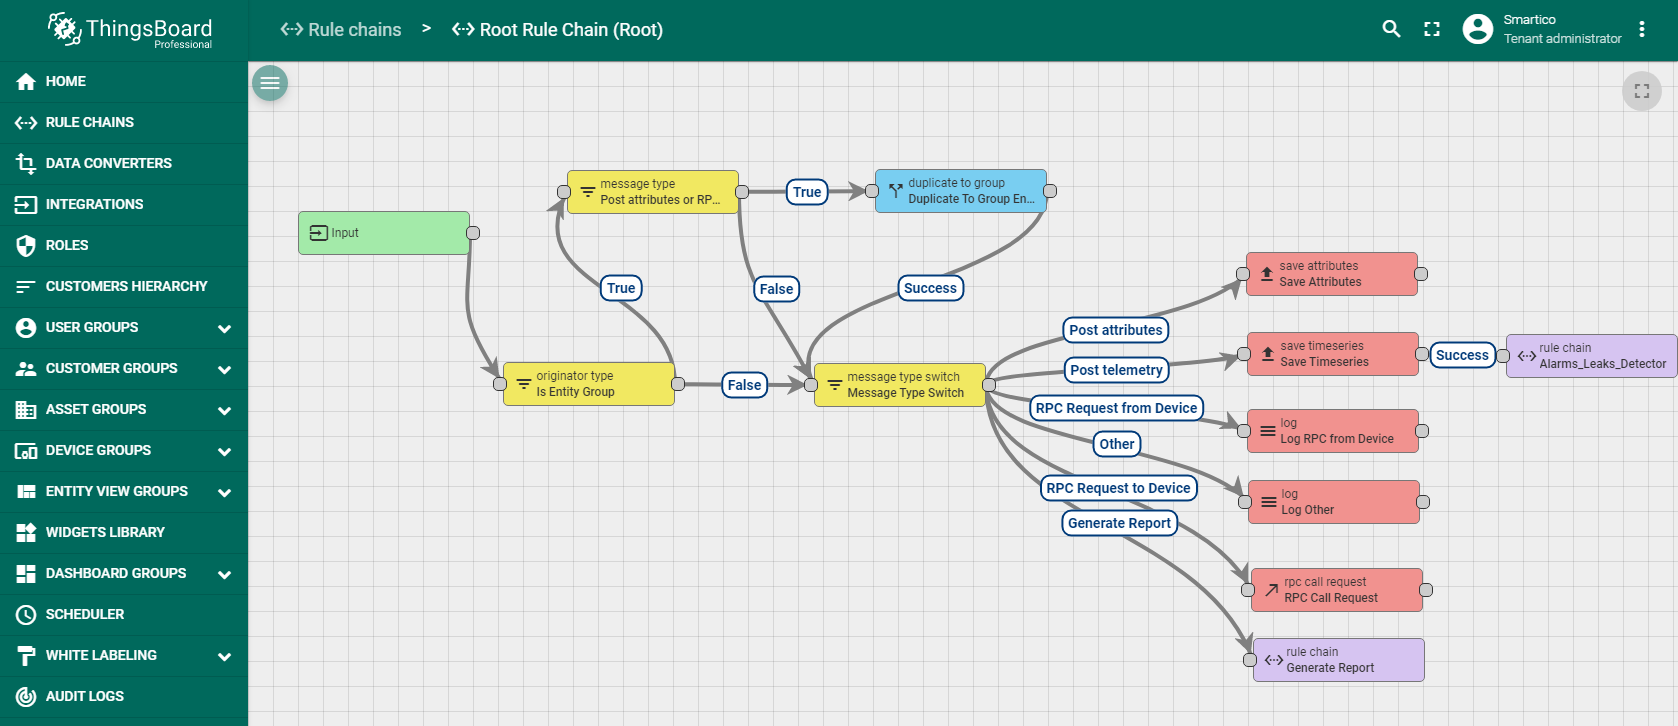 ThingsBoard
Professional
Rule chains > Root Rule Chain (Root)
Smartico
Tenant administrator
HOME
RULE CHAINS
DATA CONVERTERS
INTEGRATIONS
ROLES
CUSTOMERS HIERARCHY
USER GROUPS
CUSTOMER GROUPS
ASSET GROUPS
DEVICE GROUPS
ENTITY VIEW GROUPS
WIDGETS LIBRARY
DASHBOARD GROUPS
SCHEDULER
WHITE LABELING
AUDIT LOGS
Input
message type
Post attributes or RP...
True
duplicate to group
Duplicate To Group En...
True
False
Success
originator type
Is Entity Group
False
message type switch
Message Type Switch
Post attributes
Post telemetry
RPC Request from Device
Other
RPC Request to Device
Generate Report
save attributes
Save Attributes
save timeseries
Save Timeseries
Success
rule chain
Alarms_Leaks_Detector
log
Log RPC from Device
log
Log Other
rpc call request
RPC Call Request
rule chain
Generate Report